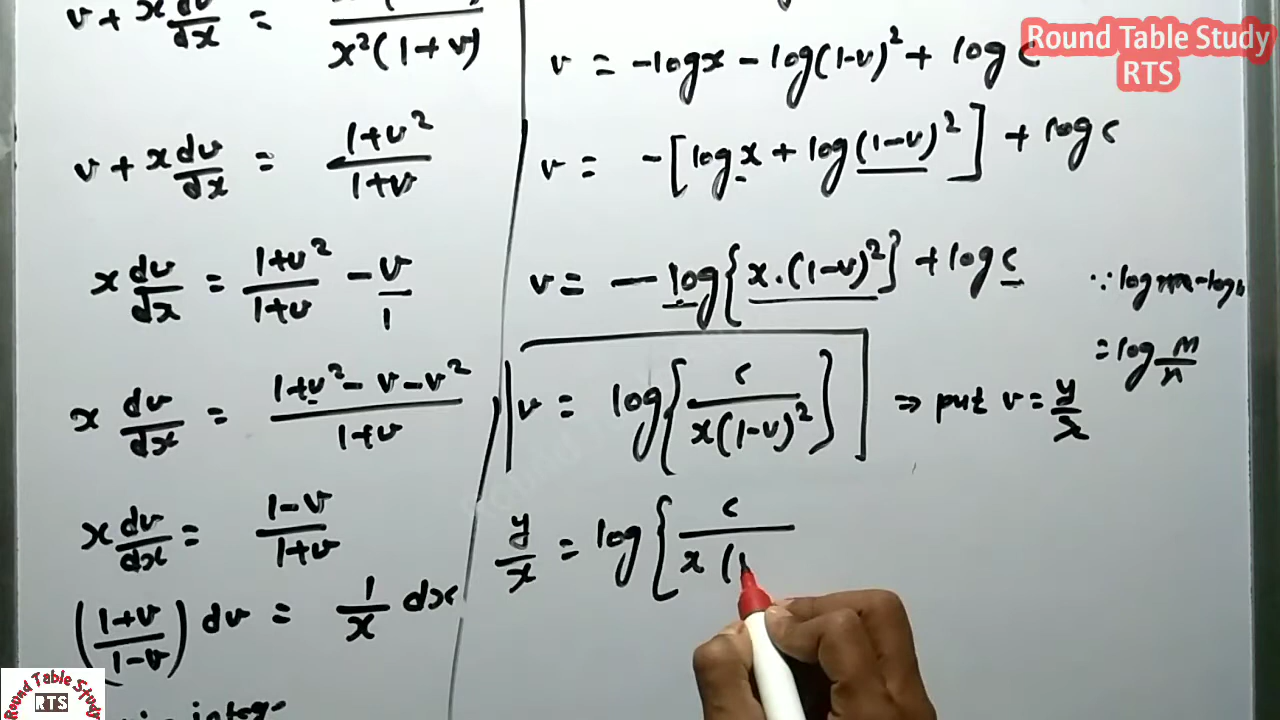 v + x dv/dx = / x²(1+v)
v + x dv/dx = 1+v² / 1+v
x dv/dx = 1+v² / 1+v - v/1
x dv/dx = 1+v² - v - v² / 1+v
x dv/dx = 1-v / 1+v
(1+v / 1-v) dv = 1/x dx
integ-
v = -logx - log(1-v)² + log c
v = -[log x + log(1-v)²] + log c
v = -log{x.(1-v)²} + log c
v = log{c / x(1-v)²} ⇒ put v = y/x
= log m/n
y/x = log{c / x (1
Round Table Study
RTS
Round Table Study
RTS